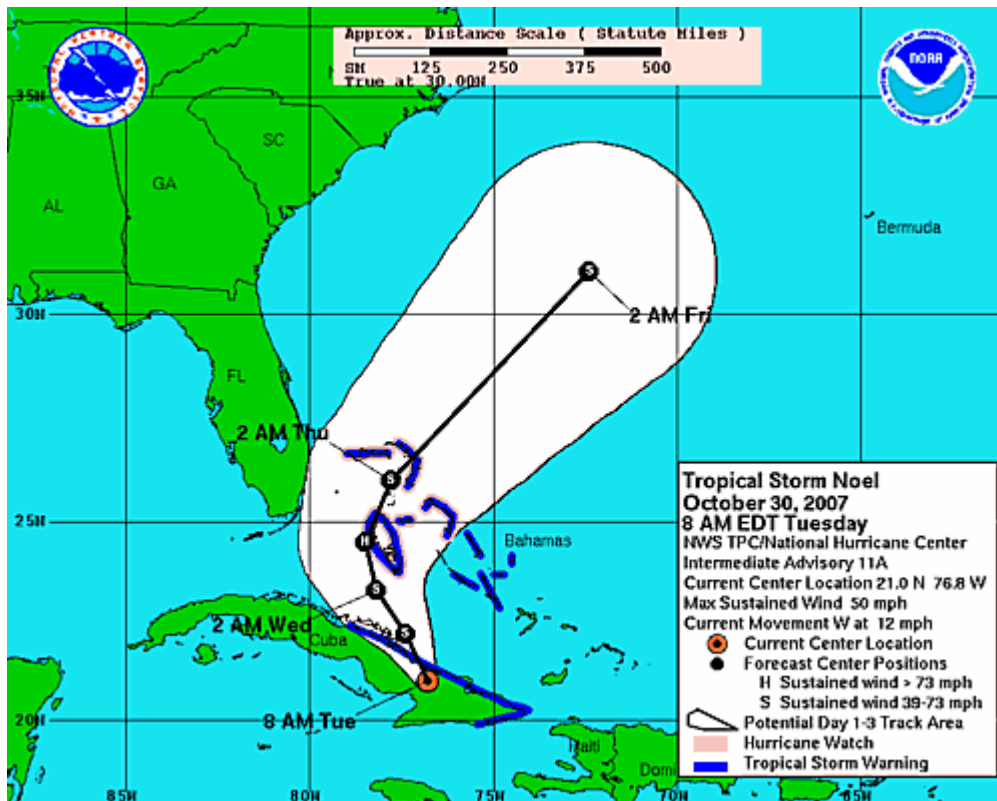 Approx. Distance Scale ( Statute Miles )
SM 125 250 375 500
True at 30.00N
NOAA
35N
SC
GA
AL
Bermuda
30N
2 AM Fri
FL
2 AM Thu
25N
Bahamas
2 AM Wed
Cuba
8 AM Tue
20N
Haiti
Domi
85W
80W
75W
70W
Tropical Storm Noel
October 30, 2007
8 AM EDT Tuesday
NWS TPC/National Hurricane Center
Intermediate Advisory 11A
Current Center Location 21.0 N 76.8 W
Max Sustained Wind 50 mph
Current Movement W at 12 mph
Current Center Location
Forecast Center Positions
H Sustained wind > 73 mph
S Sustained wind 39-73 mph
Potential Day 1-3 Track Area
Hurricane Watch
Tropical Storm Warning